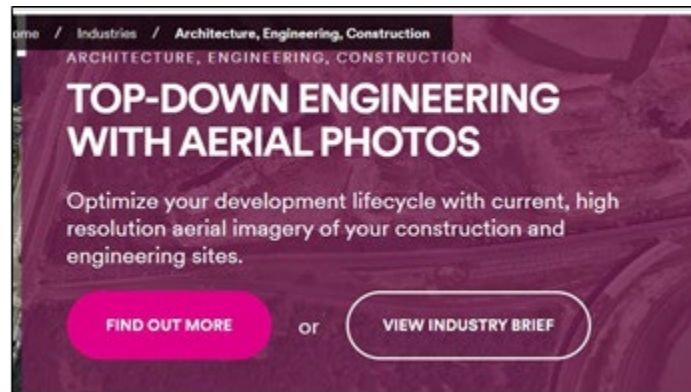 ome / Industries / Architecture, Engineering, Construction
ARCHITECTURE, ENGINEERING, CONSTRUCTION
TOP-DOWN ENGINEERING
WITH AERIAL PHOTOS
Optimize your development lifecycle with current, high
resolution aerial imagery of your construction and
engineering sites.
FIND OUT MORE or VIEW INDUSTRY BRIEF